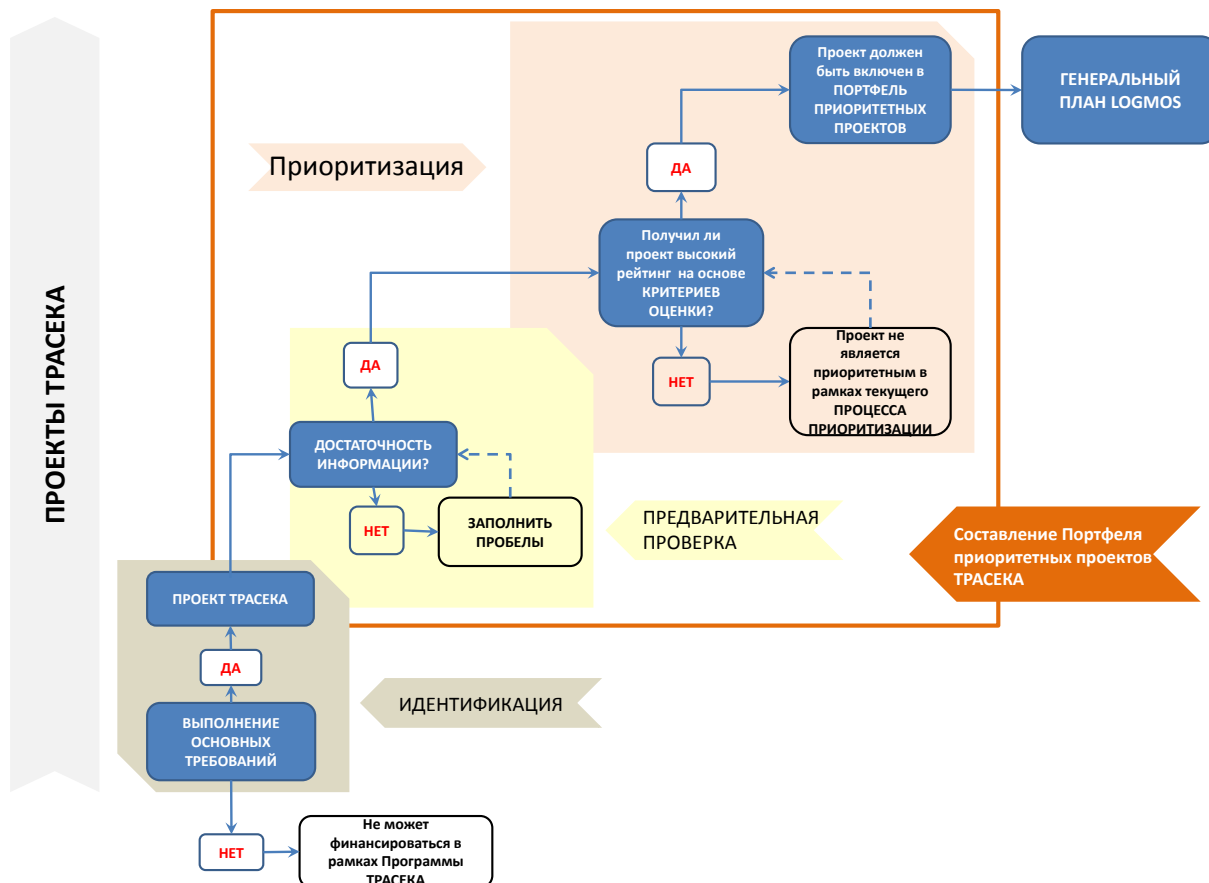 ПРОЕКТЫ ТРАСЕКА
Проект должен
быть включен в
ПОРТФЕЛЬ
ПРИОРИТЕТНЫХ
ПРОЕКТОВ
ГЕНЕРАЛЬНЫЙ
ПЛАН LOGMOS
Приоритизация
ДА
Получил ли
проект высокий
рейтинг на основе
КРИТЕРИЕВ
ОЦЕНКИ?
НЕТ
Проект не
является
приоритетным в
рамках текущего
ПРОЦЕССА
ПРИОРИТИЗАЦИИ
ДА
ДОСТАТОЧНОСТЬ
ИНФОРМАЦИИ?
НЕТ
ЗАПОЛНИТЬ
ПРОБЕЛЫ
ПРЕДВАРИТЕЛЬНАЯ
ПРОВЕРКА
Составление Портфеля
приоритетных проектов
ТРАСЕКА
ПРОЕКТ ТРАСЕКА
ДА
ВЫПОЛНЕНИЕ
ОСНОВНЫХ
ТРЕБОВАНИЙ
ИДЕНТИФИКАЦИЯ
НЕТ
Не может
финансироваться в
рамках Программы
ТРАСЕКА